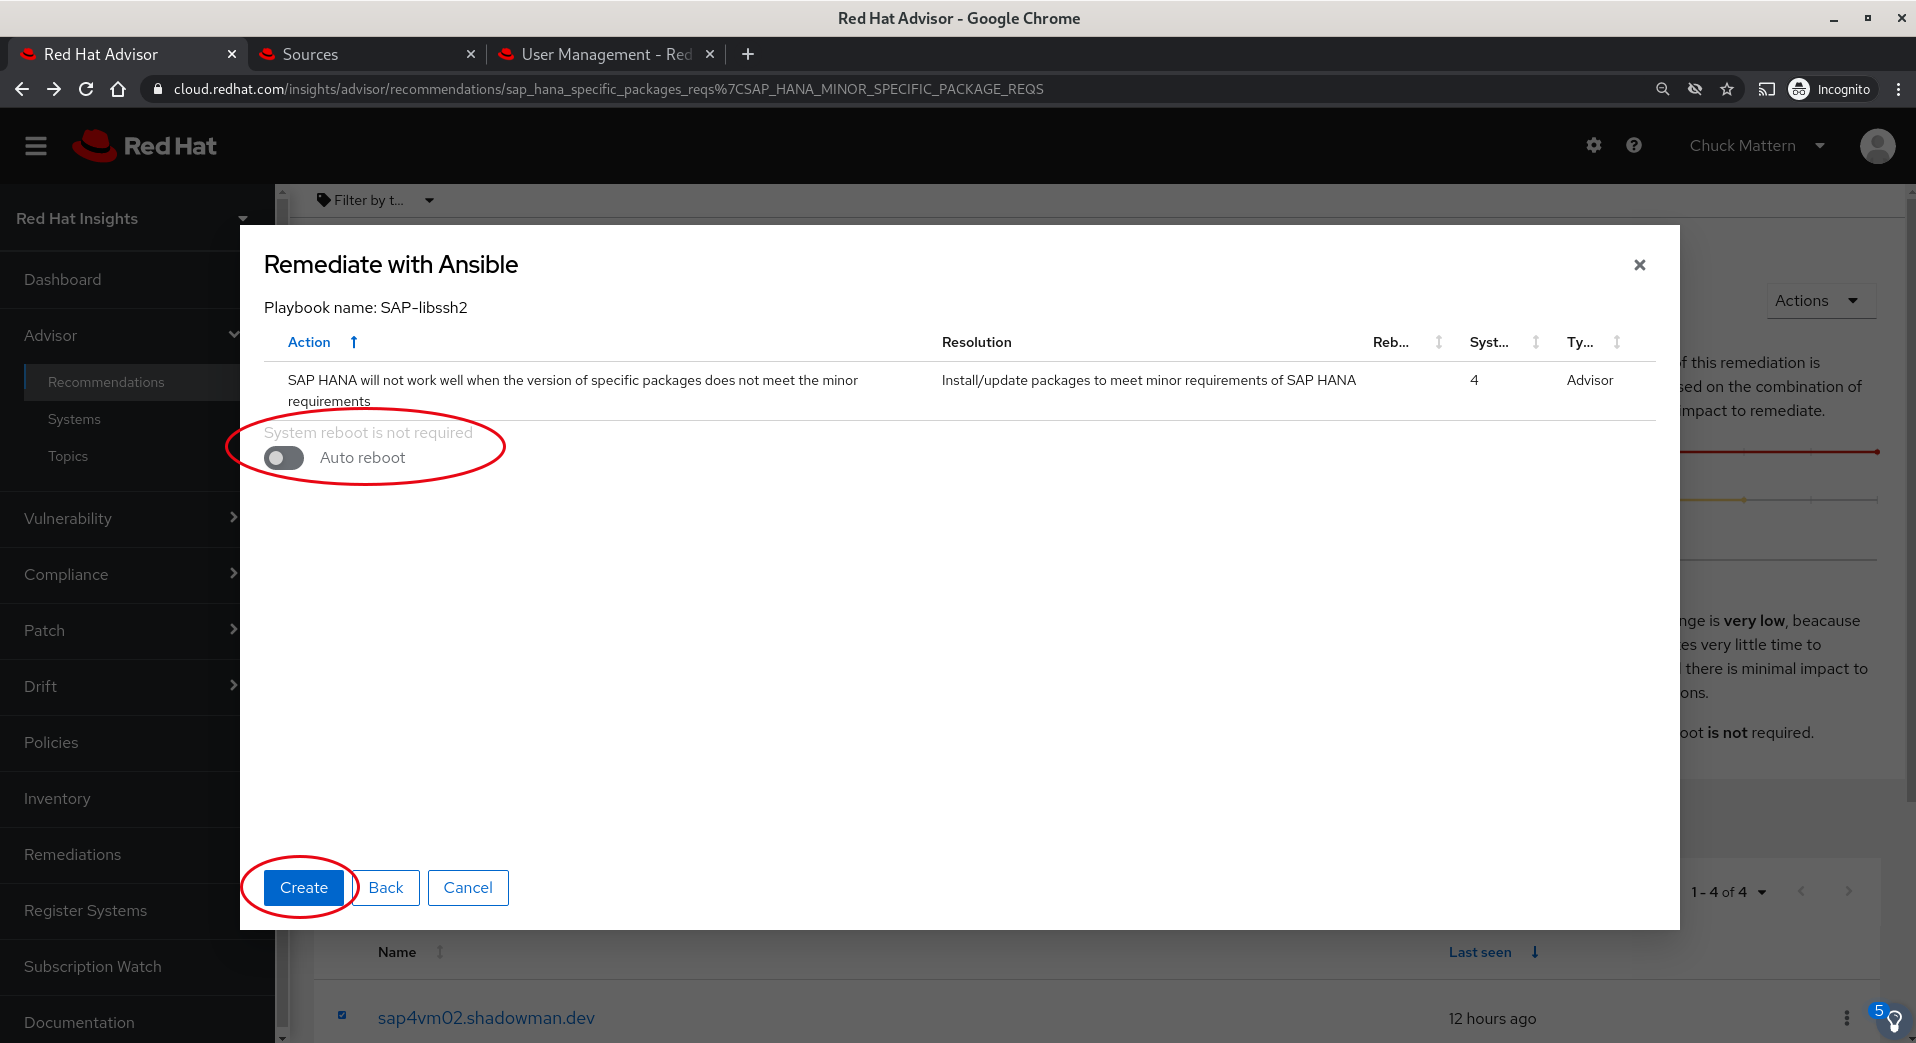 Red Hat Advisor - Google Chrome
Red Hat Advisor
Sources
User Management - Red
cloud.redhat.com/insights/advisor/recommendations/sap_hana_specific_packages_reqs%7CSAP_HANA_MINOR_SPECIFIC_PACKAGE_REQS
Incognito
Red Hat
Chuck Mattern
Red Hat Insights
Filter by t...
Dashboard
Advisor
Recommendations
Systems
Topics
Vulnerability
Compliance
Patch
Drift
Policies
Inventory
Remediations
Register Systems
Subscription Watch
Documentation
Remediate with Ansible
Playbook name: SAP-libssh2
Action Resolution Reb... Syst... Ty...
SAP HANA will not work well when the version of specific packages does not meet the minor Install/update packages to meet minor requirements of SAP HANA 4 Advisor
requirements
System reboot is not required
Auto reboot
Create Back Cancel
Actions
of this remediation is
sed on the combination of
impact to remediate.
nge is very low, beacause
es very little time to
there is minimal impact to
ons.
oot is not required.
1 - 4 of 4
Name Last seen
sap4vm02.shadowman.dev 12 hours ago
5